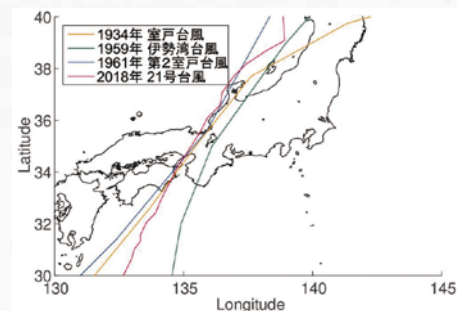 40
38
36
34
32
30
Latitude
1934年 室戸台風
1959年 伊勢湾台風
1961年 第2室戸台風
2018年 21号台風
130
135
140
145
Longitude